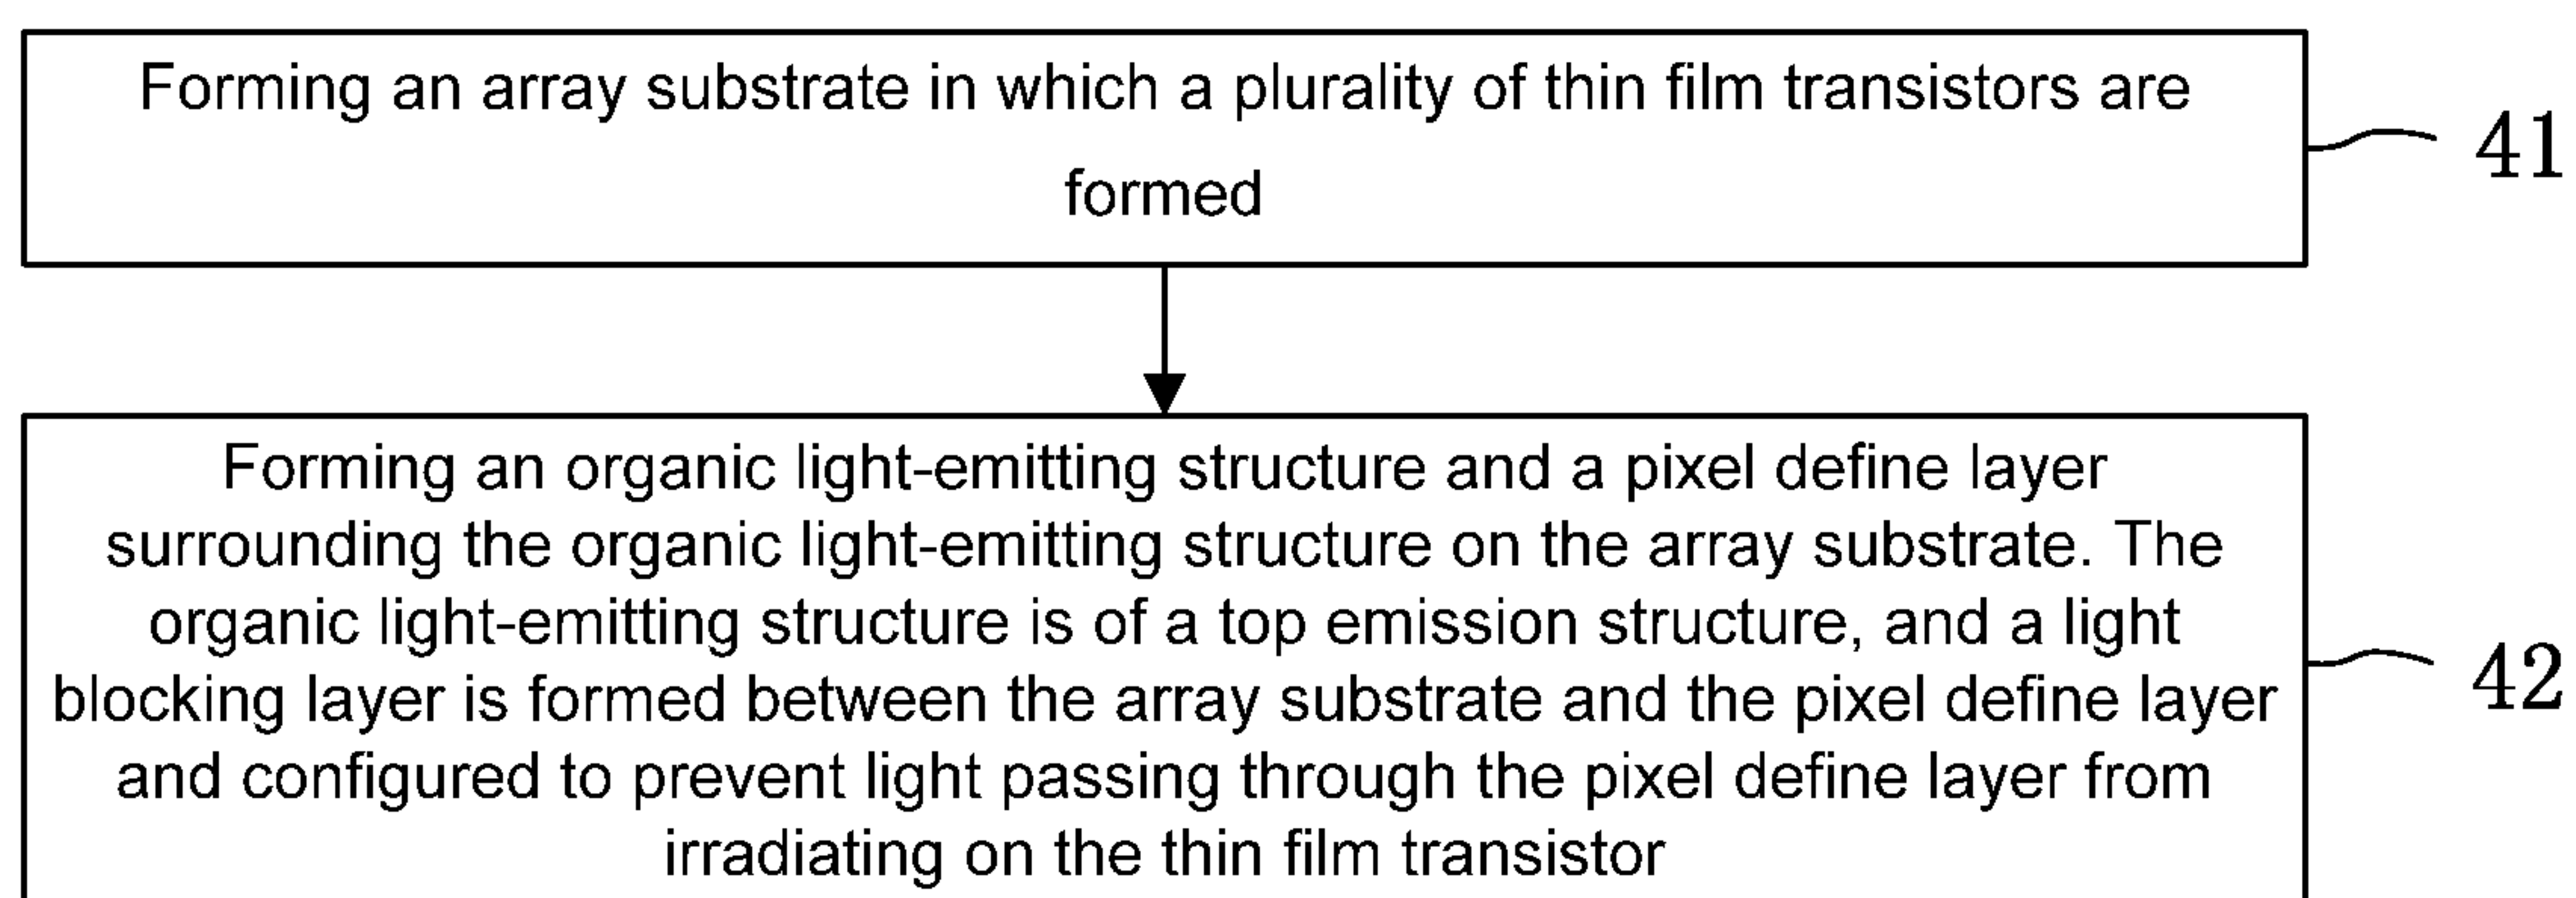 Forming an array substrate in which a plurality of thin film transistors are
formed
41
Forming an organic light-emitting structure and a pixel define layer
surrounding the organic light-emitting structure on the array substrate. The
organic light-emitting structure is of a top emission structure, and a light
blocking layer is formed between the array substrate and the pixel define layer
and configured to prevent light passing through the pixel define layer from
irradiating on the thin film transistor
42